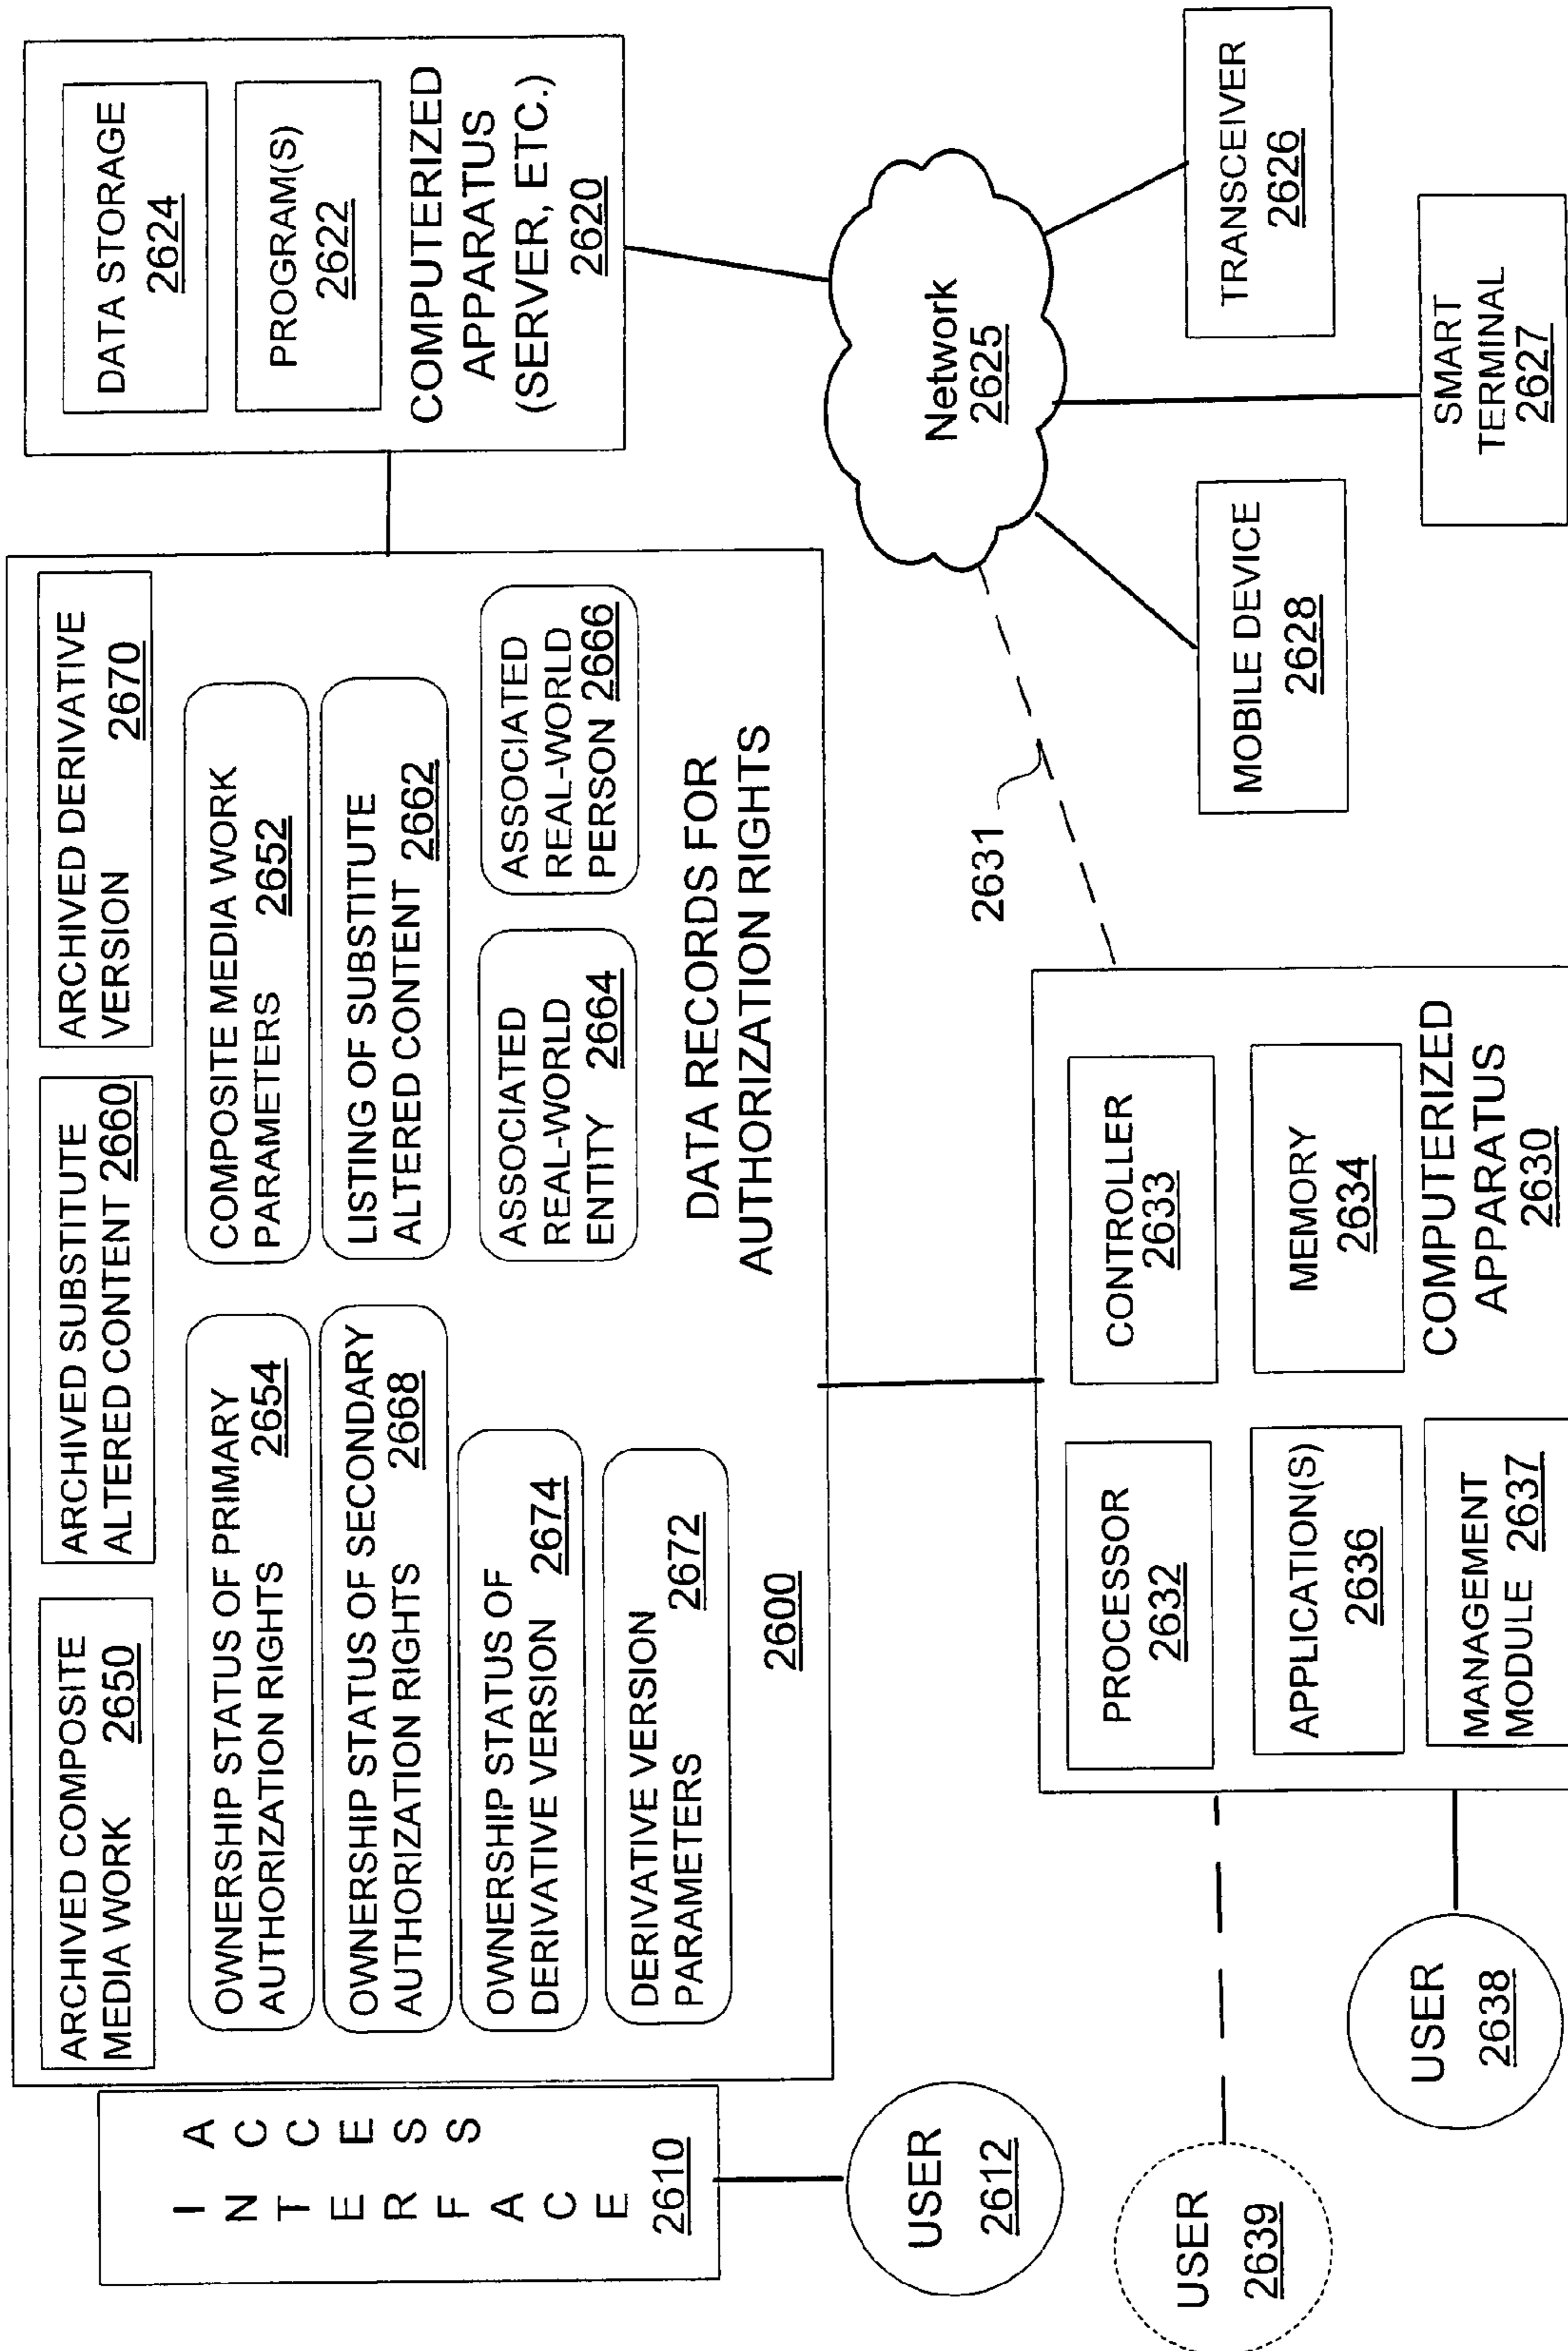 ACCESS
INTERFACE
2610
USER
2612
ARCHIVED COMPOSITE
MEDIA WORK 2650
ARCHIVED SUBSTITUTE
ALTERED CONTENT 2660
ARCHIVED DERIVATIVE
VERSION 2670
OWNERSHIP STATUS OF PRIMARY
AUTHORIZATION RIGHTS 2654
COMPOSITE MEDIA WORK
PARAMETERS 2652
OWNERSHIP STATUS OF SECONDARY
AUTHORIZATION RIGHTS 2668
LISTING OF SUBSTITUTE
ALTERED CONTENT 2662
OWNERSHIP STATUS OF
DERIVATIVE VERSION 2674
ASSOCIATED
REAL-WORLD
ENTITY 2664
ASSOCIATED
REAL-WORLD
PERSON 2666
DERIVATIVE VERSION
PARAMETERS 2672
2600
DATA RECORDS FOR
AUTHORIZATION RIGHTS
DATA STORAGE
2624
PROGRAM(S)
2622
COMPUTERIZED
APPARATUS
(SERVER, ETC.)
2620
Network
2625
2631
TRANSCEIVER
2626
SMART
TERMINAL
2627
MOBILE DEVICE
2628
PROCESSOR
2632
CONTROLLER
2633
APPLICATION(S)
2636
MEMORY
2634
MANAGEMENT
MODULE 2637
COMPUTERIZED
APPARATUS
2630
USER
2639
USER
2638